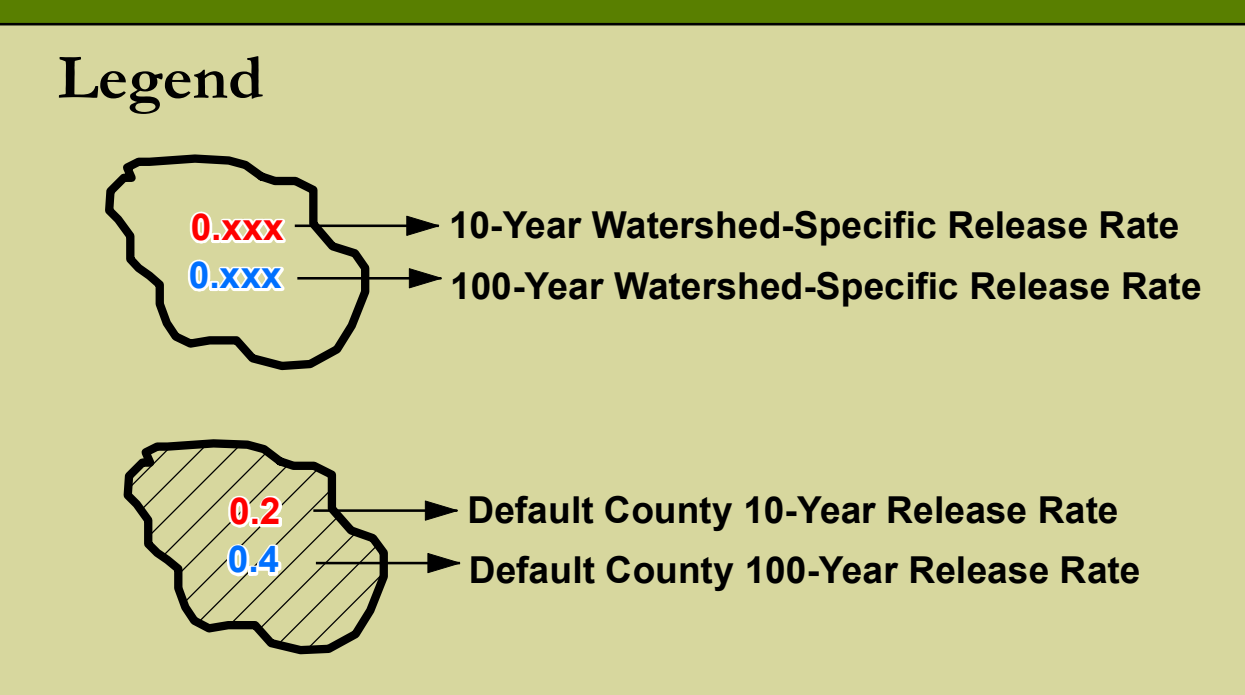 Legend
0.xxx 10-Year Watershed-Specific Release Rate
0.xxx 100-Year Watershed-Specific Release Rate
0.2 Default County 10-Year Release Rate
0.4 Default County 100-Year Release Rate